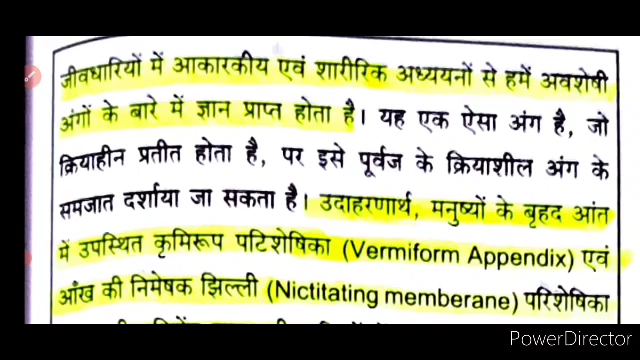 जीवधारियों में आकारकीय एवं शारीरिक अध्ययनों से हमें अवशेषी
अंगों के बारे में ज्ञान प्राप्त होता है। यह एक ऐसा अंग है, जो
क्रियाहीन प्रतीत होता है, पर इसे पूर्वज के क्रियाशील अंग के
समजात दर्शाया जा सकता है। उदाहरणार्थ, मनुष्यों के बृहद आंत
में उपस्थित कृमिरूप पटिशेषिका (Vermiform Appendix) एवं
आँख की निमेषक झिल्ली (Nictitating memberane) परिशेषिका
PowerDirector